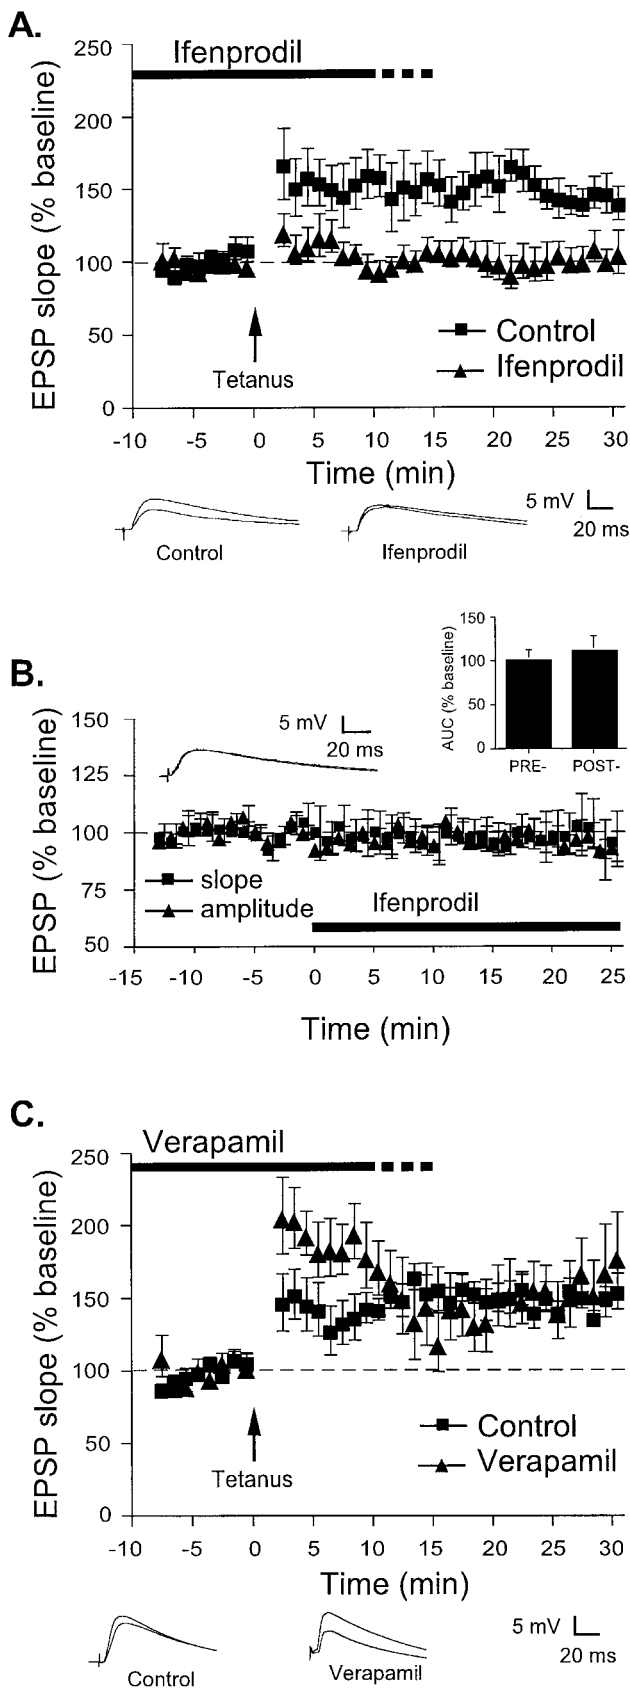 A.
Ifenprodil
EPSP slope (% baseline)
250
200
150
100
50
0
Tetanus
Control
Ifenprodil
-10 -5 0 5 10 15 20 25 30
Time (min)
Control
Ifenprodil
5 mV
20 ms
B.
AUC (% baseline)
150
100
50
0
PRE- POST-
EPSP (% baseline)
150
125
100
75
50
5 mV
20 ms
slope
amplitude
Ifenprodil
-15 -10 -5 0 5 10 15 20 25
Time (min)
C.
Verapamil
EPSP slope (% baseline)
250
200
150
100
50
0
Tetanus
Control
Verapamil
-10 -5 0 5 10 15 20 25 30
Time (min)
Control
Verapamil
5 mV
20 ms